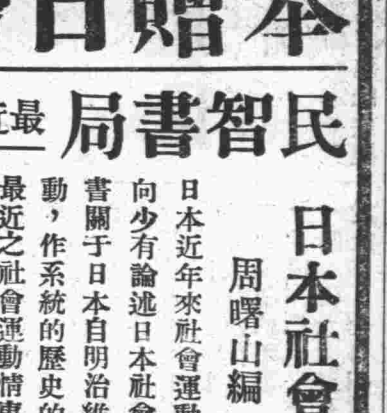 本贈日
民智書局
最近
日本社會
周曙山編
日本近年來社會運動
向少有論述日本社會
書關于日本自明治維
動，作系統的歷史的
最近之社會運動情事